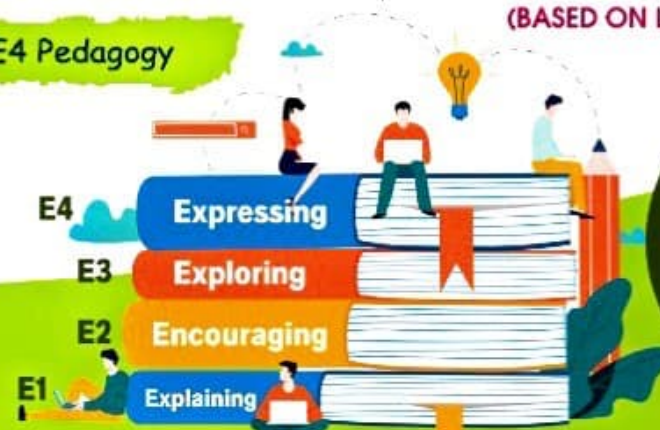 E4 Pedagogy
(BASED ON
E4 Expressing
E3 Exploring
E2 Encouraging
E1 Explaining